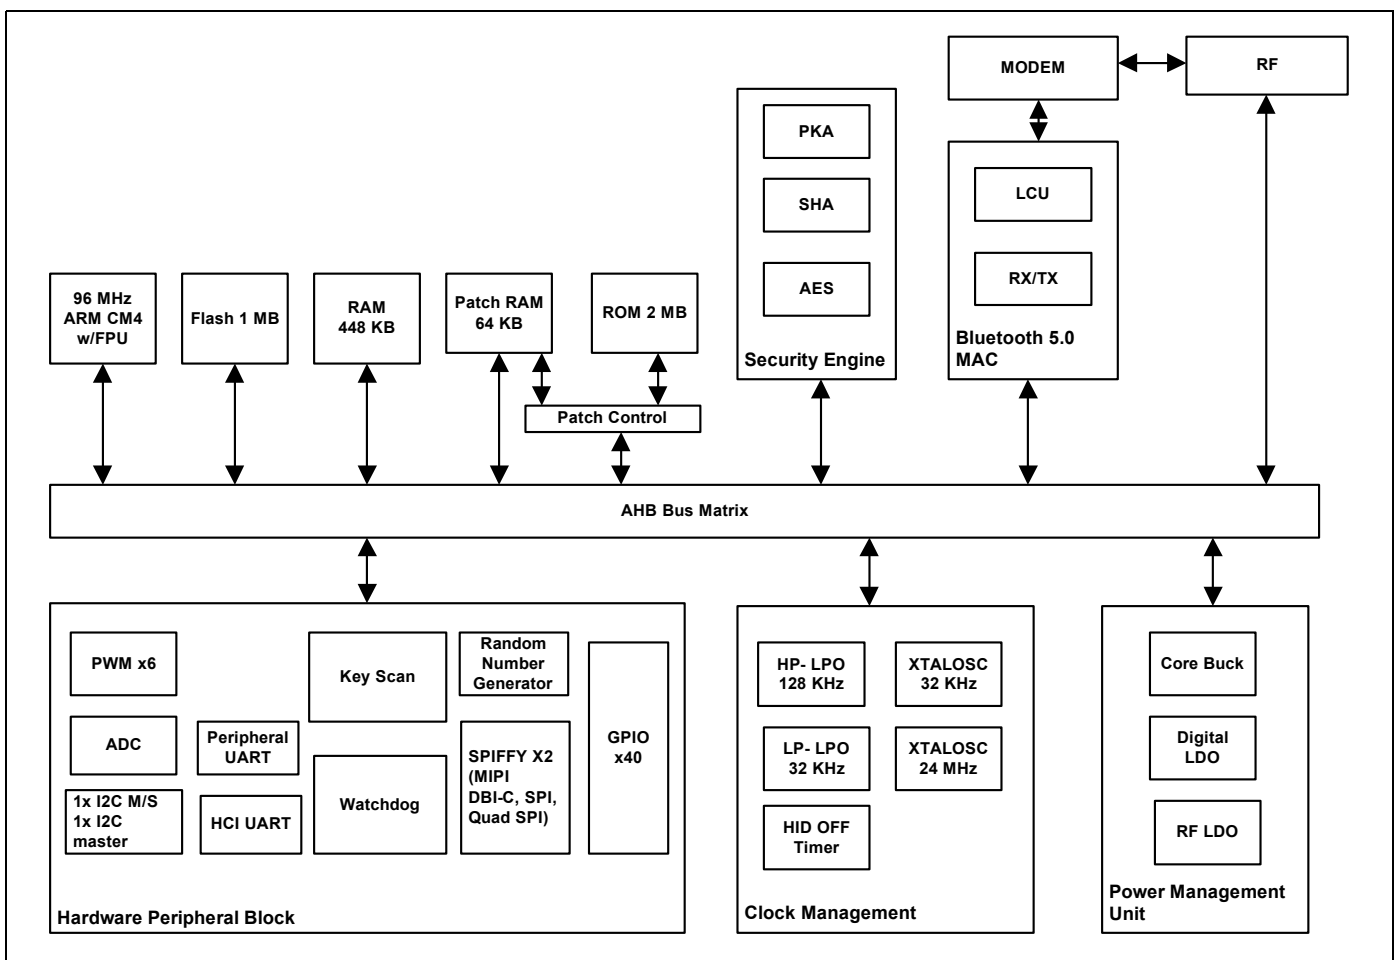 MODEM
RF
PKA
SHA
AES
Security Engine
LCU
RX/TX
Bluetooth 5.0
MAC
96 MHz
ARM CM4
w/FPU
Flash 1 MB
RAM
448 KB
Patch RAM
64 KB
ROM 2 MB
Patch Control
AHB Bus Matrix
PWM x6
ADC
1x I2C M/S
1x I2C
master
Peripheral
UART
HCI UART
Key Scan
Watchdog
Random
Number
Generator
SPIFFY X2
(MIPI
DBI-C, SPI,
Quad SPI)
GPIO
x40
Hardware Peripheral Block
HP- LPO
128 KHz
XTALOSC
32 KHz
LP- LPO
32 KHz
XTALOSC
24 MHz
HID OFF
Timer
Clock Management
Core Buck
Digital
LDO
RF LDO
Power Management
Unit